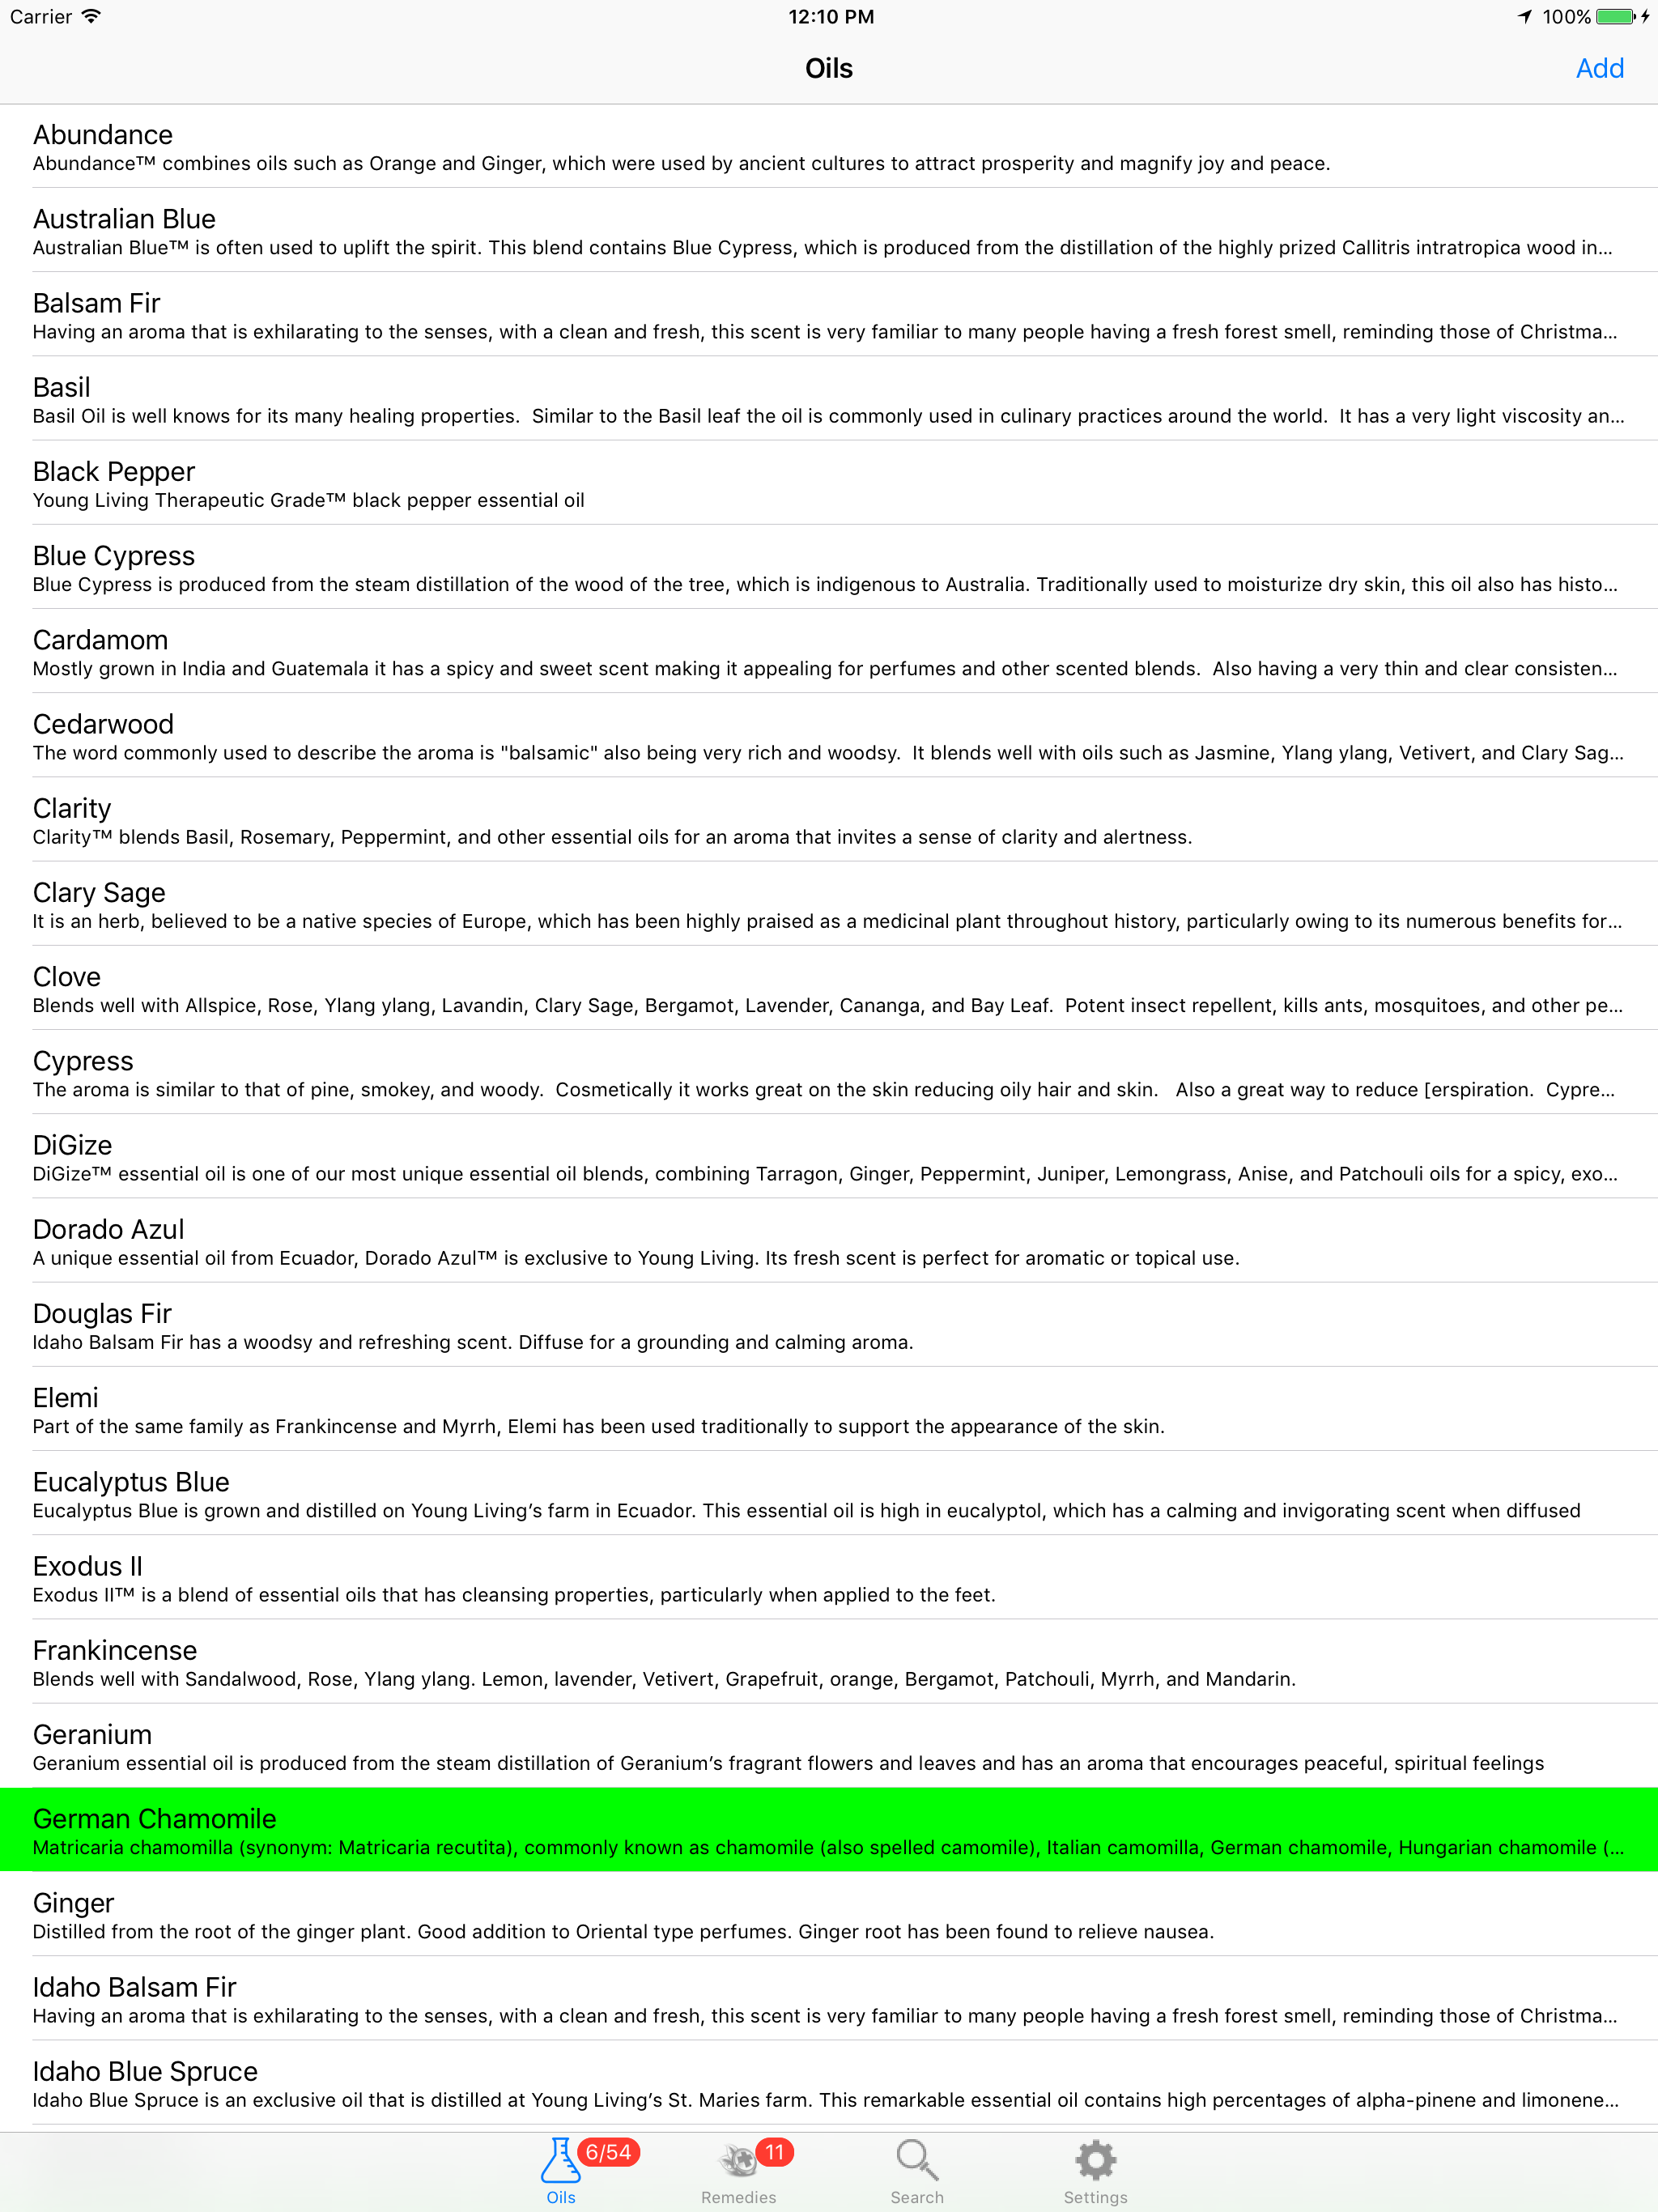 Carrier 12:10 PM 100%
Oils Add
Abundance
Abundance™ combines oils such as Orange and Ginger, which were used by ancient cultures to attract prosperity and magnify joy and peace.
Australian Blue
Australian Blue™ is often used to uplift the spirit. This blend contains Blue Cypress, which is produced from the distillation of the highly prized Callitris intratropica wood in...
Balsam Fir
Having an aroma that is exhilarating to the senses, with a clean and fresh, this scent is very familiar to many people having a fresh forest smell, reminding those of Christma...
Basil
Basil Oil is well knows for its many healing properties.  Similar to the Basil leaf the oil is commonly used in culinary practices around the world.  It has a very light viscosity an...
Black Pepper
Young Living Therapeutic Grade™ black pepper essential oil
Blue Cypress
Blue Cypress is produced from the steam distillation of the wood of the tree, which is indigenous to Australia. Traditionally used to moisturize dry skin, this oil also has histo...
Cardamom
Mostly grown in India and Guatemala it has a spicy and sweet scent making it appealing for perfumes and other scented blends.  Also having a very thin and clear consisten...
Cedarwood
The word commonly used to describe the aroma is "balsamic" also being very rich and woodsy.  It blends well with oils such as Jasmine, Ylang ylang, Vetivert, and Clary Sag...
Clarity
Clarity™ blends Basil, Rosemary, Peppermint, and other essential oils for an aroma that invites a sense of clarity and alertness.
Clary Sage
It is an herb, believed to be a native species of Europe, which has been highly praised as a medicinal plant throughout history, particularly owing to its numerous benefits for...
Clove
Blends well with Allspice, Rose, Ylang ylang, Lavandin, Clary Sage, Bergamot, Lavender, Cananga, and Bay Leaf.  Potent insect repellent, kills ants, mosquitoes, and other pe...
Cypress
The aroma is similar to that of pine, smokey, and woody.  Cosmetically it works great on the skin reducing oily hair and skin.   Also a great way to reduce [erspiration.  Cypre...
DiGize
DiGize™ essential oil is one of our most unique essential oil blends, combining Tarragon, Ginger, Peppermint, Juniper, Lemongrass, Anise, and Patchouli oils for a spicy, exo...
Dorado Azul
A unique essential oil from Ecuador, Dorado Azul™ is exclusive to Young Living. Its fresh scent is perfect for aromatic or topical use.
Douglas Fir
Idaho Balsam Fir has a woodsy and refreshing scent. Diffuse for a grounding and calming aroma.
Elemi
Part of the same family as Frankincense and Myrrh, Elemi has been used traditionally to support the appearance of the skin.
Eucalyptus Blue
Eucalyptus Blue is grown and distilled on Young Living’s farm in Ecuador. This essential oil is high in eucalyptol, which has a calming and invigorating scent when diffused
Exodus II
Exodus II™ is a blend of essential oils that has cleansing properties, particularly when applied to the feet.
Frankincense
Blends well with Sandalwood, Rose, Ylang ylang. Lemon, lavender, Vetivert, Grapefruit, orange, Bergamot, Patchouli, Myrrh, and Mandarin.
Geranium
Geranium essential oil is produced from the steam distillation of Geranium’s fragrant flowers and leaves and has an aroma that encourages peaceful, spiritual feelings
German Chamomile
Matricaria chamomilla (synonym: Matricaria recutita), commonly known as chamomile (also spelled camomile), Italian camomilla, German chamomile, Hungarian chamomile (...
Ginger
Distilled from the root of the ginger plant. Good addition to Oriental type perfumes. Ginger root has been found to relieve nausea.
Idaho Balsam Fir
Having an aroma that is exhilarating to the senses, with a clean and fresh, this scent is very familiar to many people having a fresh forest smell, reminding those of Christma...
Idaho Blue Spruce
Idaho Blue Spruce is an exclusive oil that is distilled at Young Living’s St. Maries farm. This remarkable essential oil contains high percentages of alpha-pinene and limonene...
6/54 11
Oils Remedies Search Settings